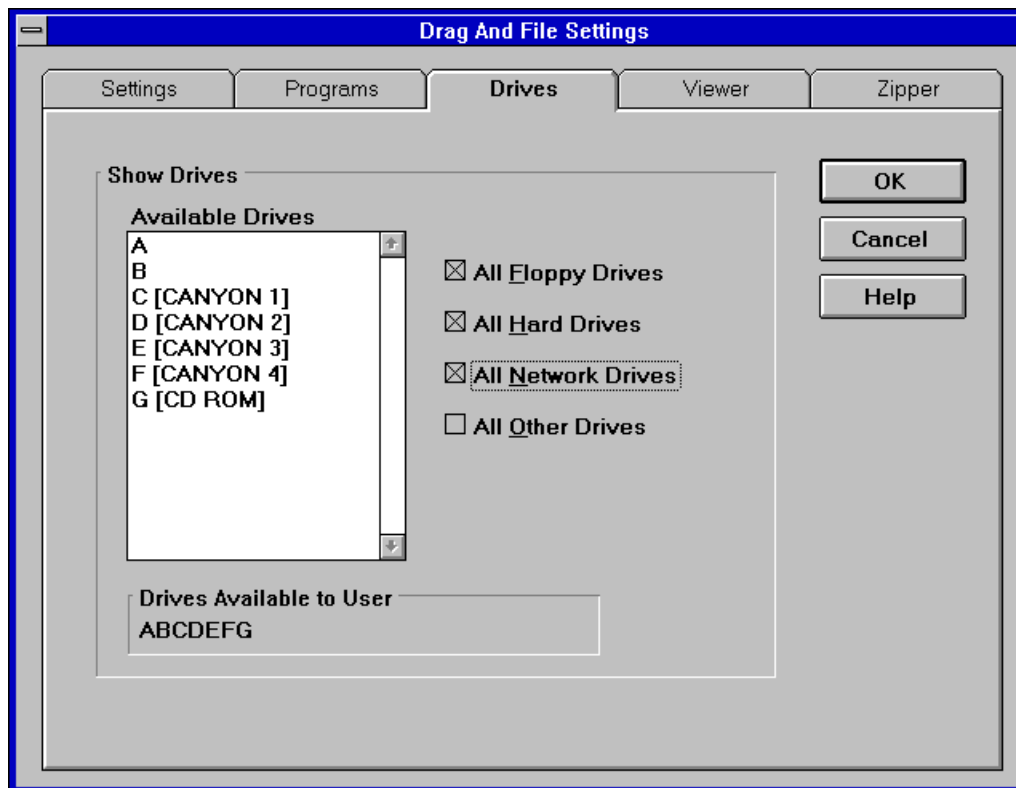 Drag And File Settings
Settings Programs Drives Viewer Zipper
Show Drives
Available Drives
A
B
C [CANYON 1]
D [CANYON 2]
E [CANYON 3]
F [CANYON 4]
G [CD ROM]
All Floppy Drives
All Hard Drives
All Network Drives
All Other Drives
Drives Available to User
ABCDEFG
OK
Cancel
Help